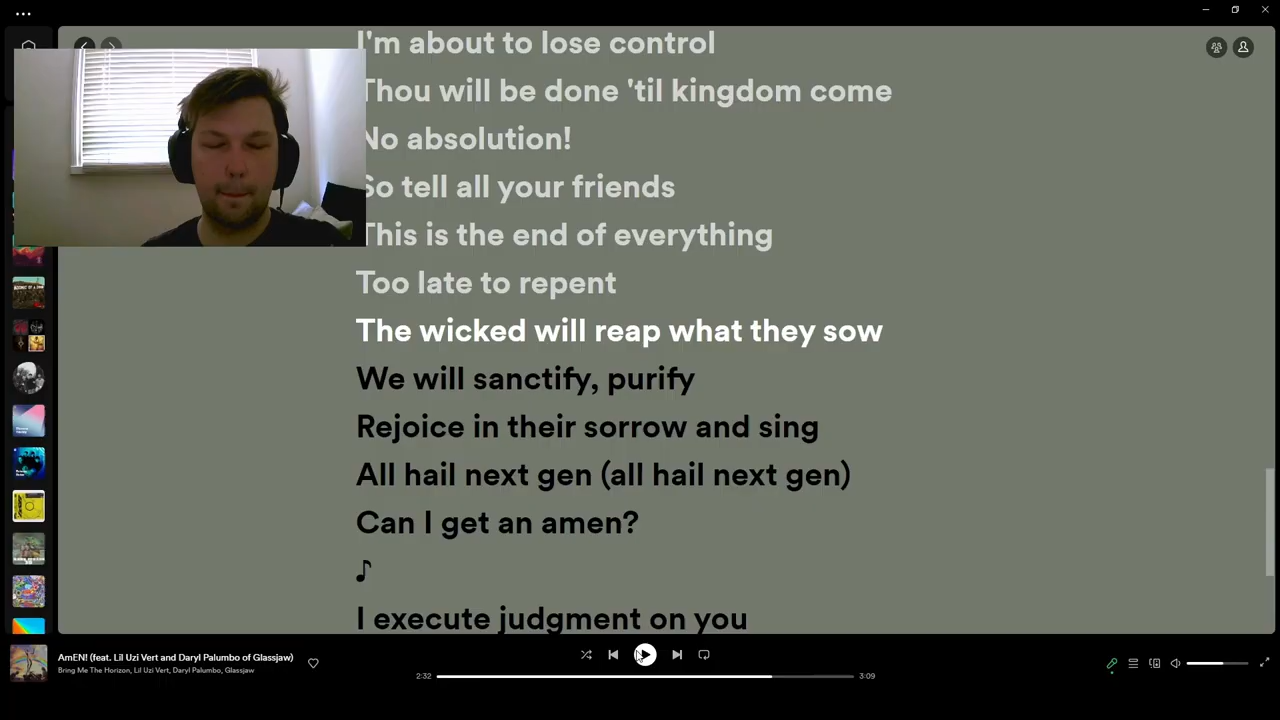 I'm about to lose control
Thou will be done 'til kingdom come
No absolution!
So tell all your friends
This is the end of everything
Too late to repent
The wicked will reap what they sow
We will sanctify, purify
Rejoice in their sorrow and sing
All hail next gen (all hail next gen)
Can I get an amen?
♪
I execute judgment on you
AmEN! (feat. Lil Uzi Vert and Daryl Palumbo of Glassjaw)
Bring Me The Horizon, Lil Uzi Vert, Daryl Palumbo, Glassjaw
2:32
3:09